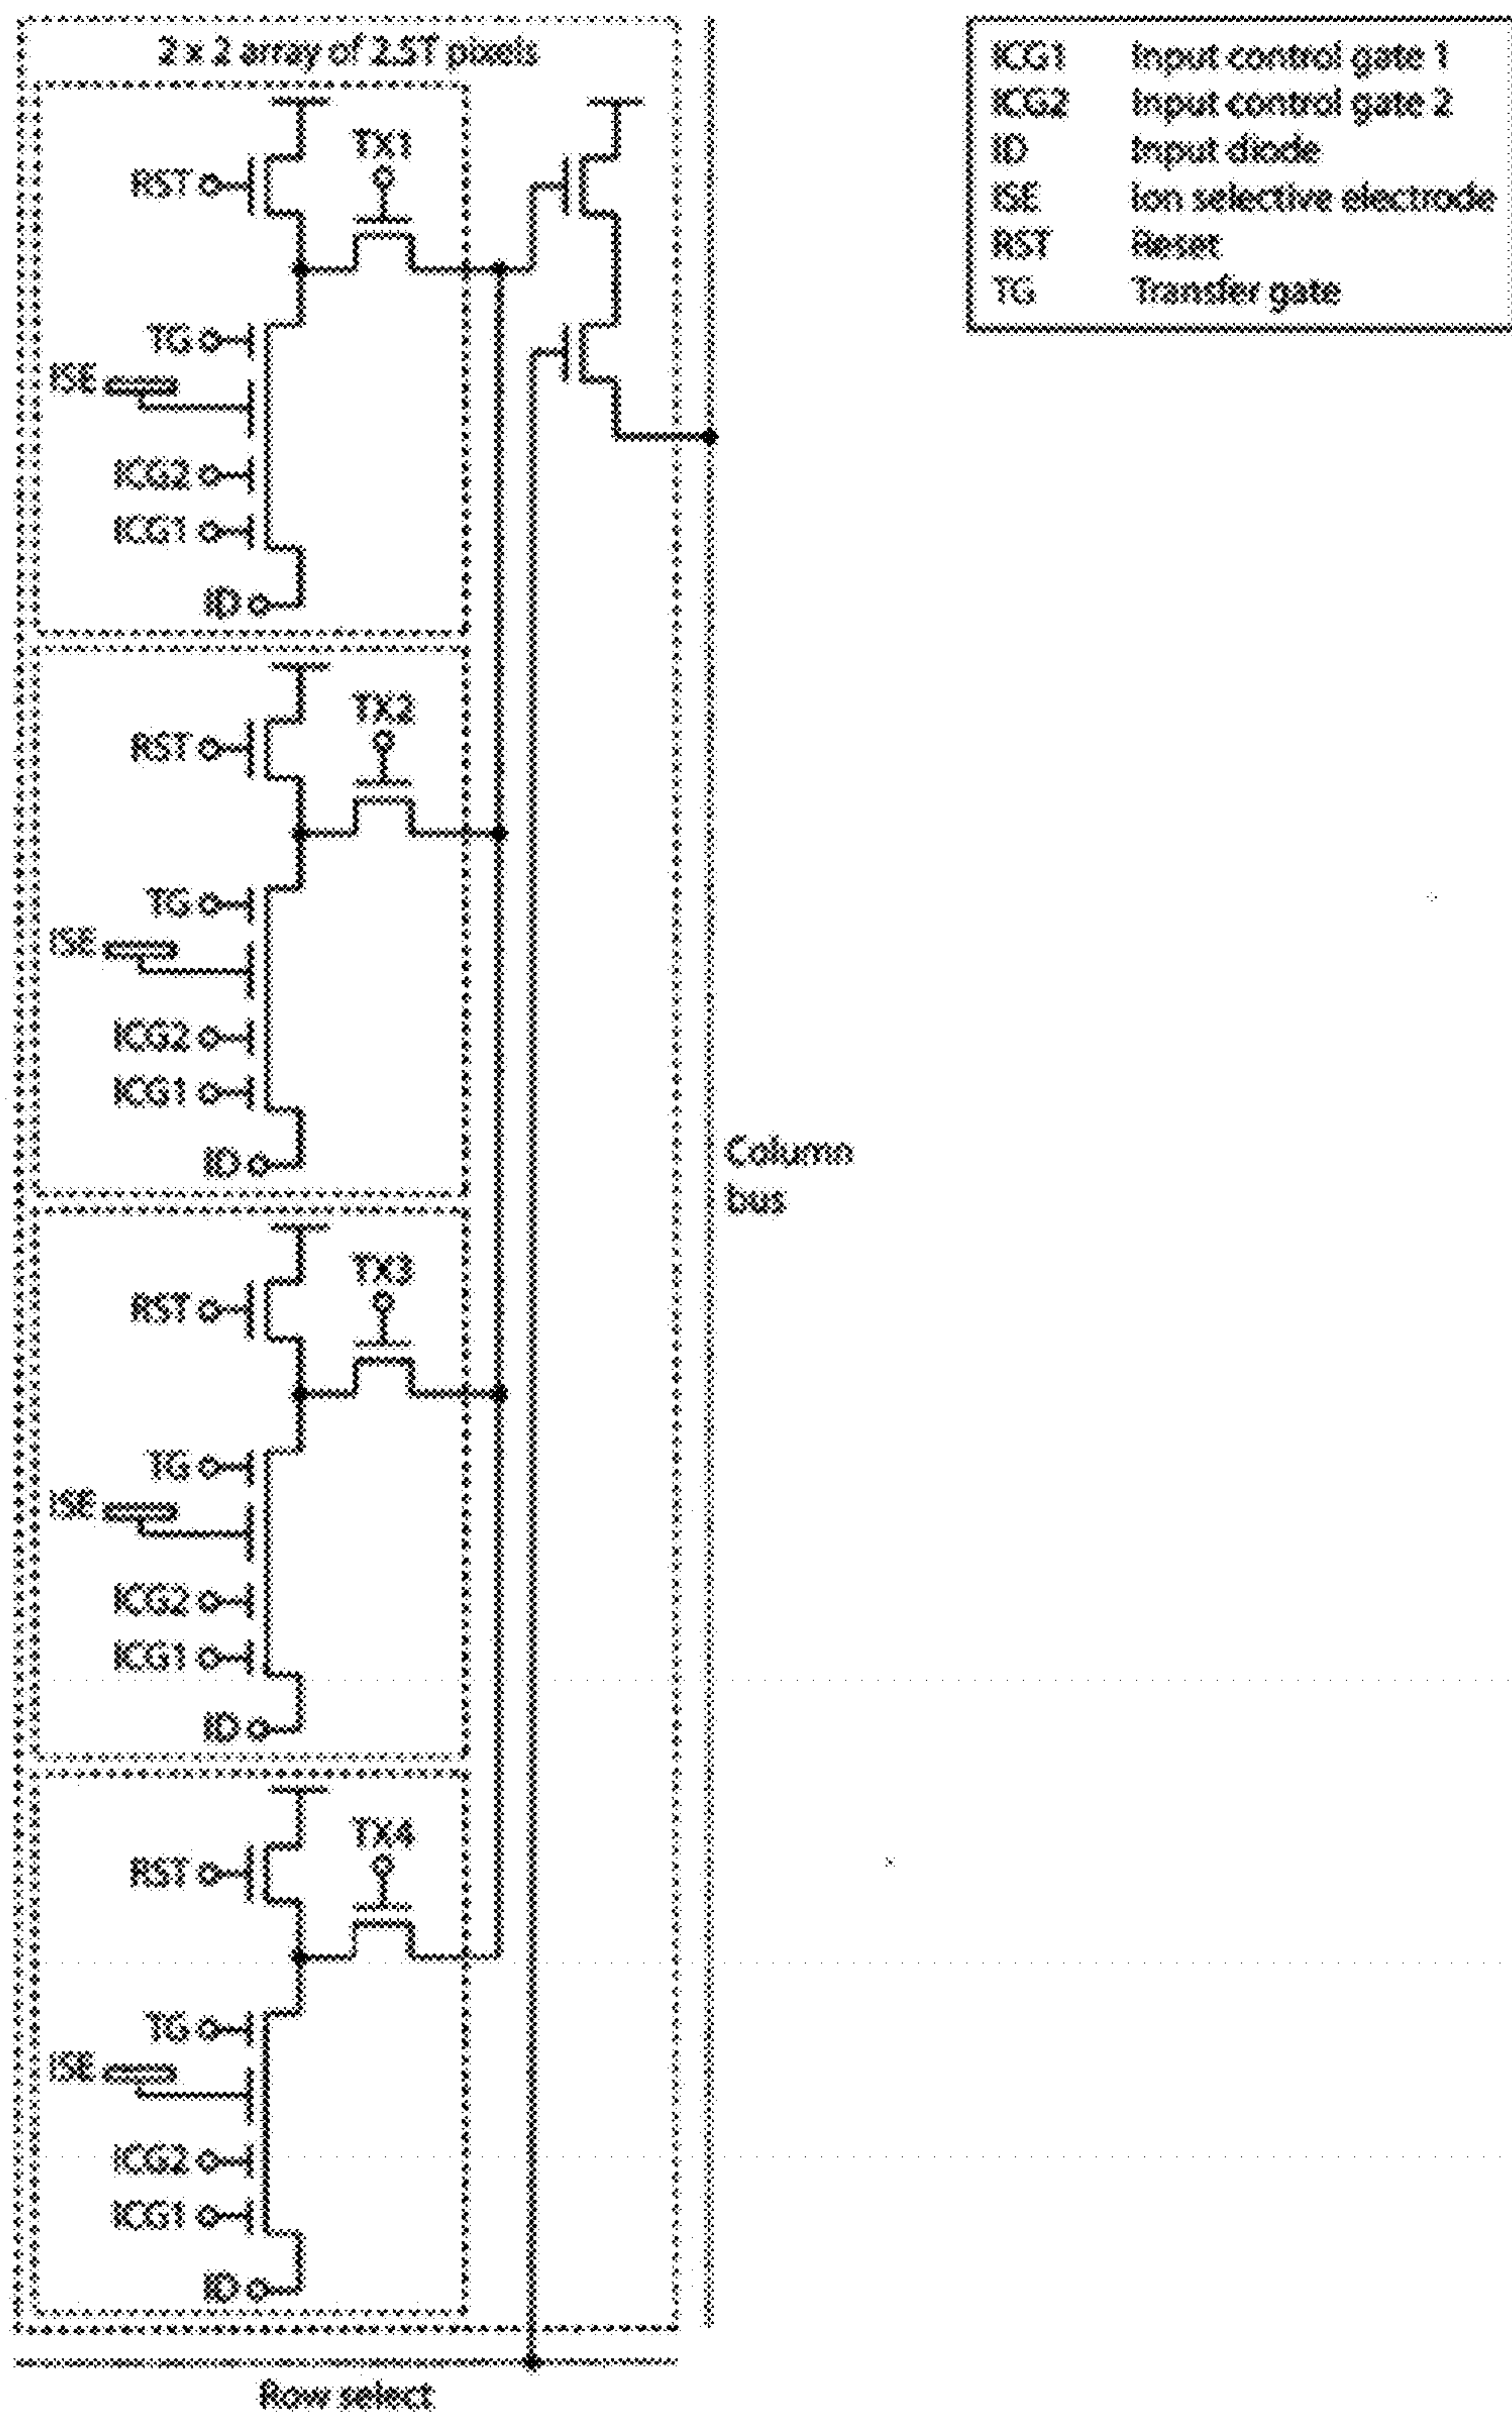 2 x 2 array of 2.5T pixels
RST
TX1
TG
ISE
ICG2
ICG1
ID
RST
TX2
TG
ISE
ICG2
ICG1
ID
RST
TX3
TG
ISE
ICG2
ICG1
ID
RST
TX4
TG
ISE
ICG2
ICG1
ID
Row select
Column
bus
ICG1 Input control gate 1
ICG2 Input control gate 2
ID Input diode
ISE Ion selective electrode
RST Reset
TG Transfer gate